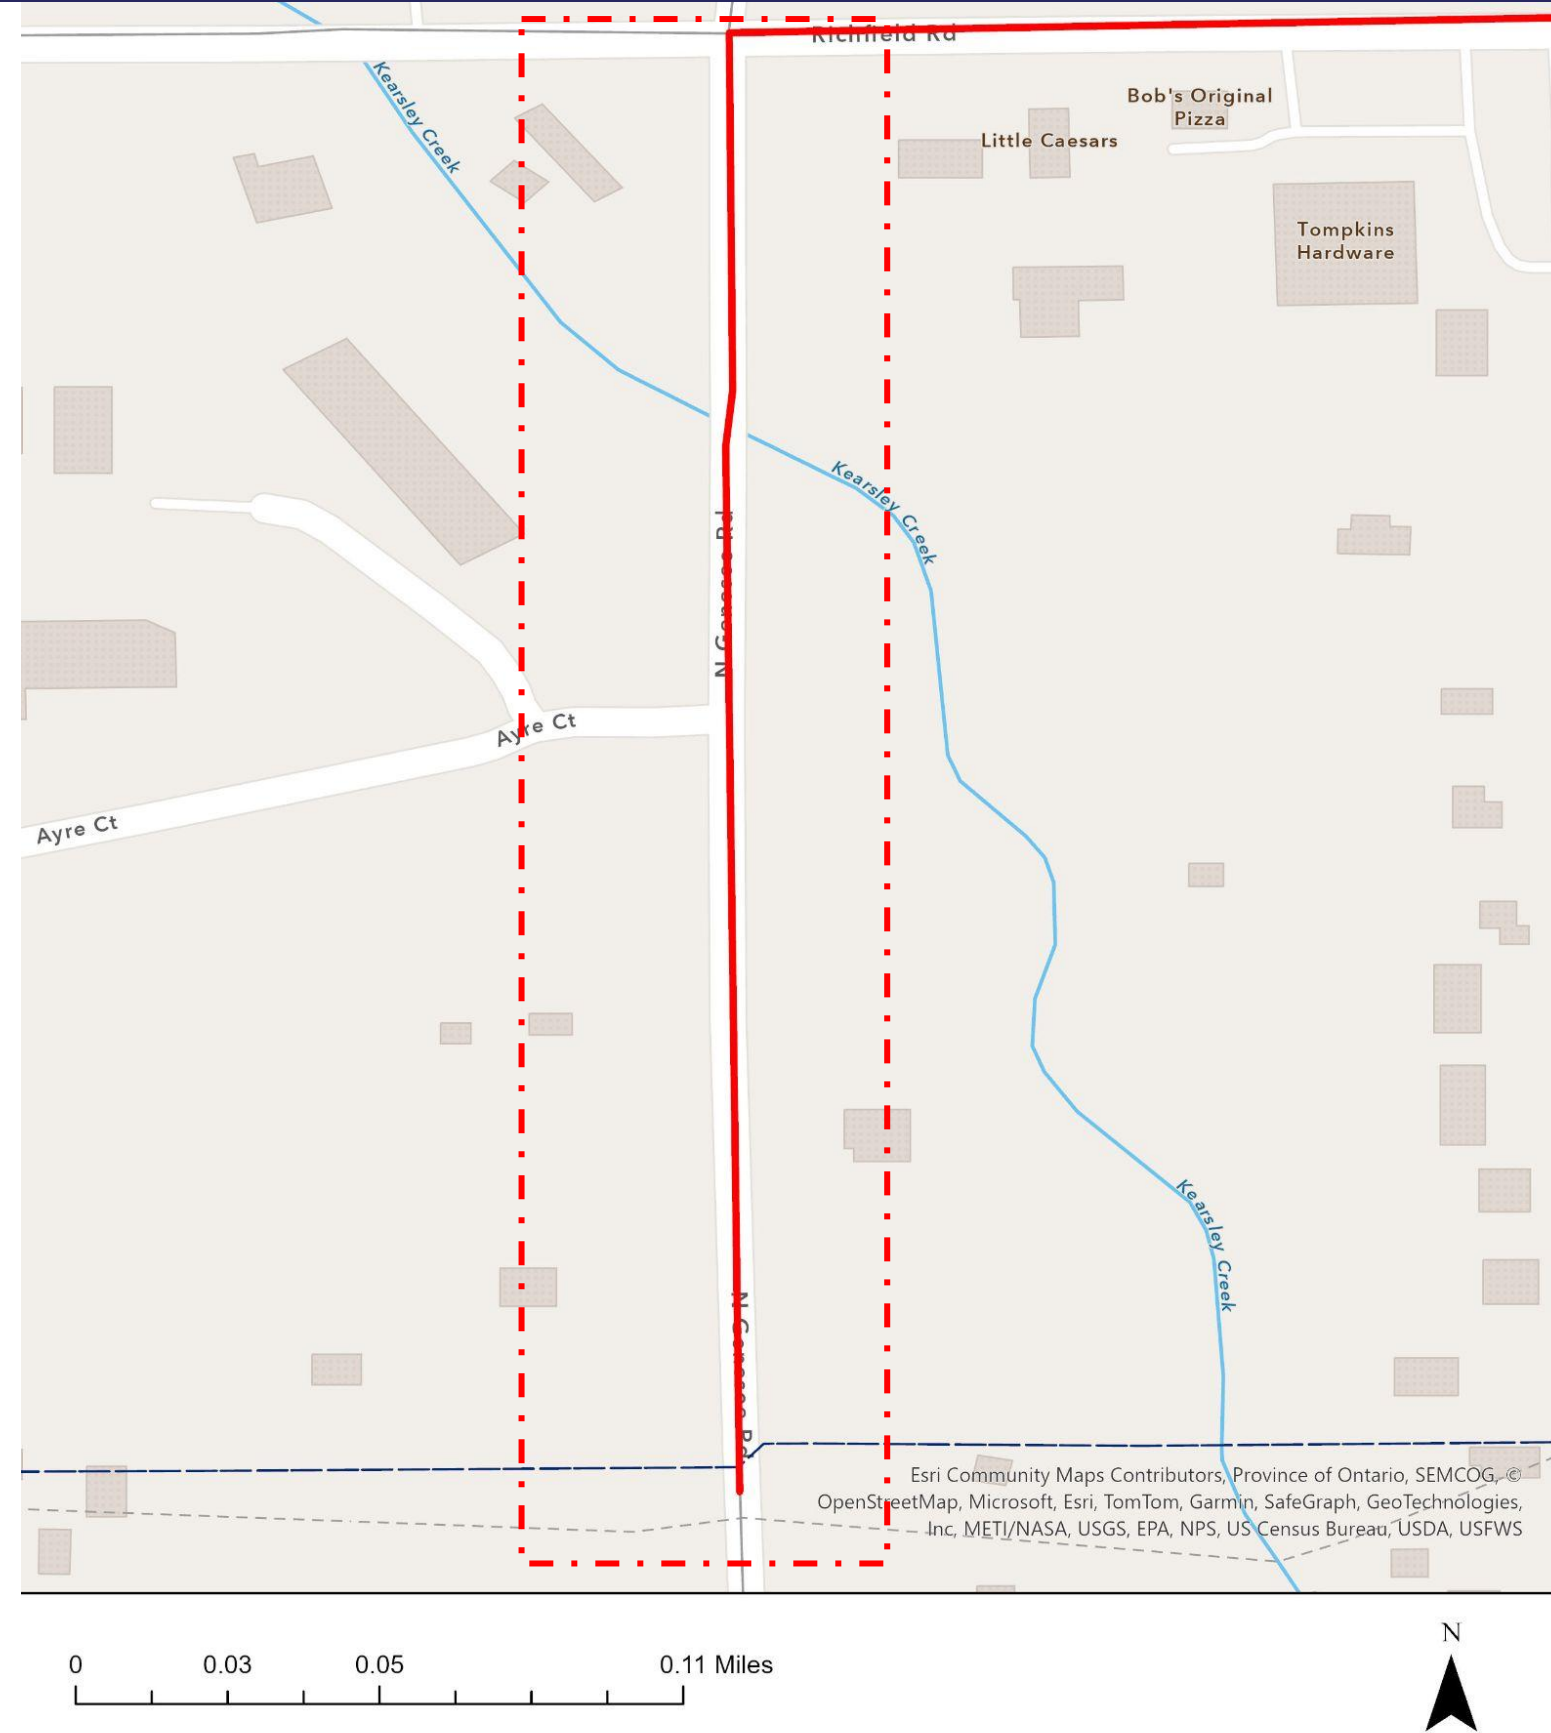 Richfield Rd
Kearsley Creek
Bob's Original
Pizza
Little Caesars
Tompkins
Hardware
Kearsley Creek
N Genesee Rd
Ayre Ct
Ayre Ct
Kearsley Creek
N Genesee Rd
Esri Community Maps Contributors, Province of Ontario, SEMCOG, ©
OpenStreetMap, Microsoft, Esri, TomTom, Garmin, SafeGraph, GeoTechnologies,
Inc, METI/NASA, USGS, EPA, NPS, US Census Bureau, USDA, USFWS
0 0.03 0.05 0.11 Miles
N